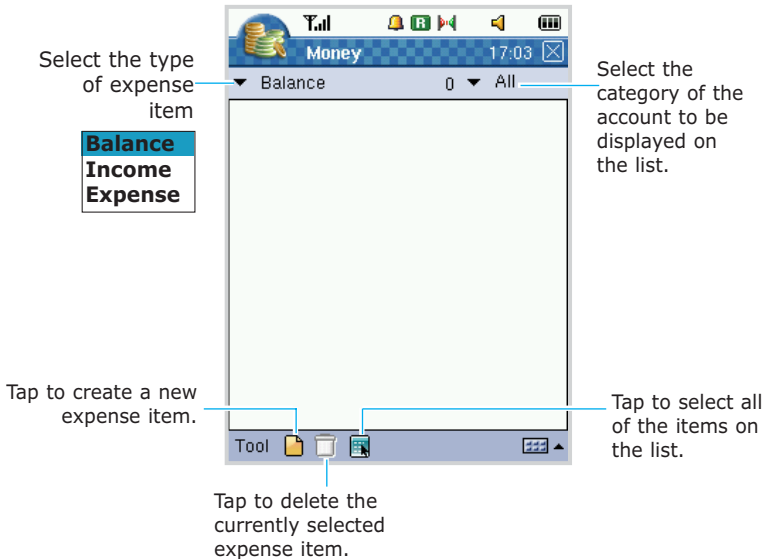 Select the type
of expense
item
Balance
Income
Expense
R
Money 17:03
Balance 0 All
Select the
category of the
account to be
displayed on
the list.
Tap to create a new
expense item.
Tool
Tap to select all
of the items on
the list.
Tap to delete the
currently selected
expense item.